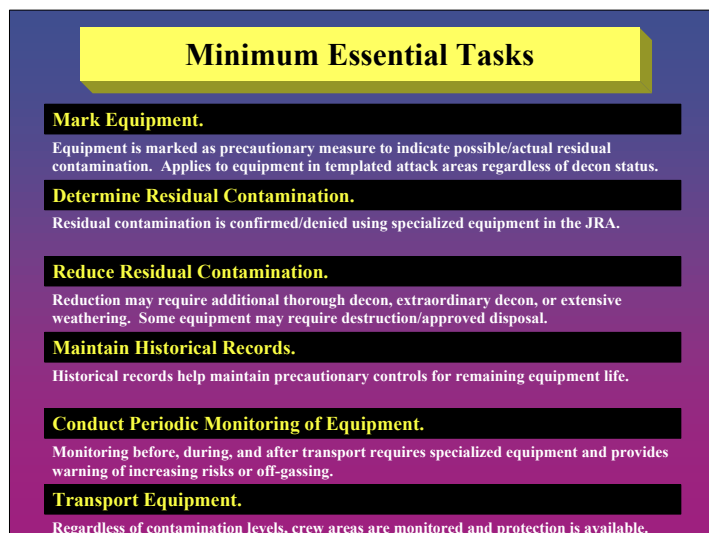 Minimum Essential Tasks
Mark Equipment.
Equipment is marked as precautionary measure to indicate possible/actual residual
contamination.  Applies to equipment in templated attack areas regardless of decon status.
Determine Residual Contamination.
Residual contamination is confirmed/denied using specialized equipment in the JRA.
Reduce Residual Contamination.
Reduction may require additional thorough decon, extraordinary decon, or extensive
weathering.  Some equipment may require destruction/approved disposal.
Maintain Historical Records.
Historical records help maintain precautionary controls for remaining equipment life.
Conduct Periodic Monitoring of Equipment.
Monitoring before, during, and after transport requires specialized equipment and provides
warning of increasing risks or off-gassing.
Transport Equipment.
Regardless of contamination levels, crew areas are monitored and protection is available.